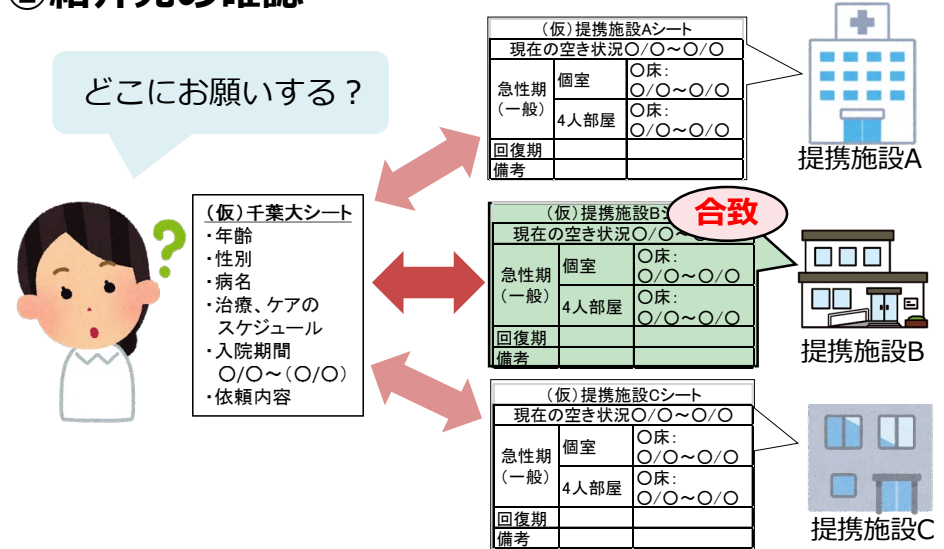 ②紹介先の確認
どこにお願いする？
（仮）千葉大シート
・年齢
・性別
・病名
・治療、ケアの
スケジュール
・入院期間
〇/〇～（〇/〇）
・依頼内容
（仮）提携施設Aシート
現在の空き状況〇/〇～〇/〇
急性期
（一般）
個室
〇床：
〇/〇～〇/〇
4人部屋
〇床：
〇/〇～〇/〇
回復期
備考
提携施設A
（仮）提携施設B
現在の空き状況〇/〇～
合致
急性期
（一般）
個室
〇床：
〇/〇～〇/〇
4人部屋
〇床：
〇/〇～〇/〇
回復期
備考
提携施設B
（仮）提携施設Cシート
現在の空き状況〇/〇～〇/〇
急性期
（一般）
個室
〇床：
〇/〇～〇/〇
4人部屋
〇床：
〇/〇～〇/〇
回復期
備考
提携施設C